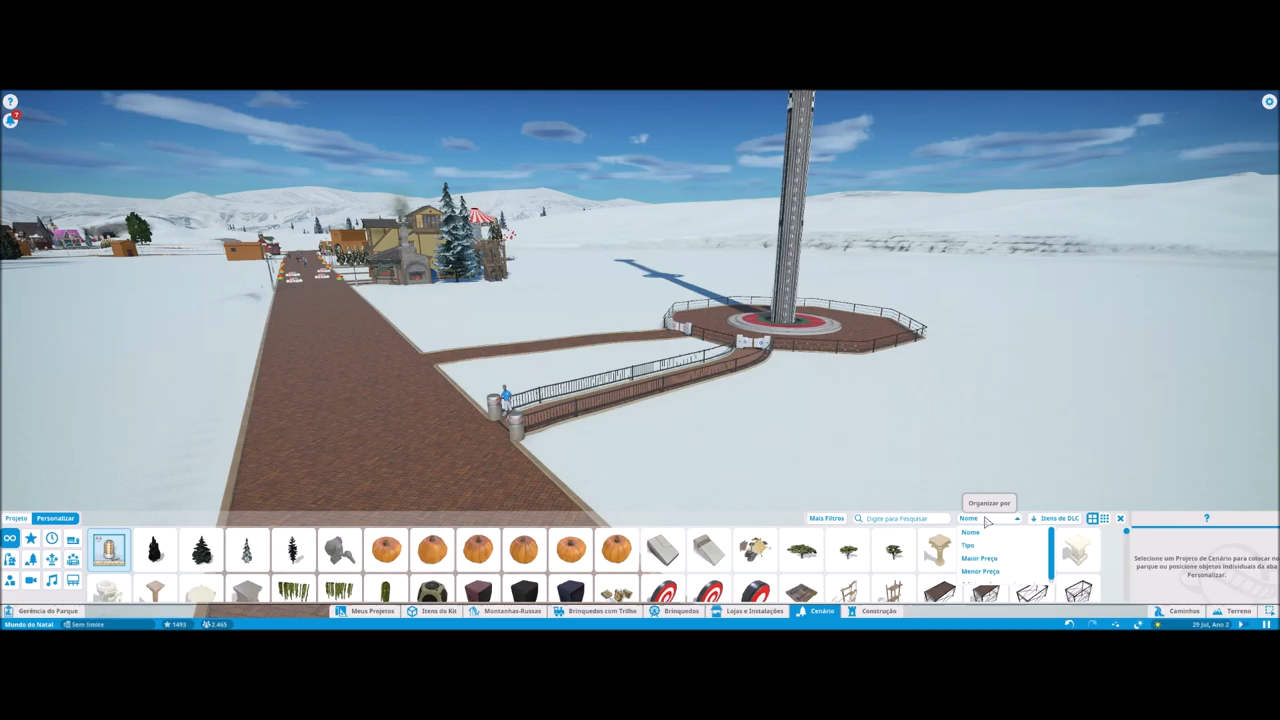 ?
7
Organizar por
Projeto
Personalizar
Mais Filtros
Digite para Pesquisar
Nome
Itens de DLC
?
Nome
Tipo
Maior Preço
Menor Preço
Selecione um Projeto de Cenário para colocar no
parque ou posicione objetos individuais da aba
Personalizar.
Gerência do Parque
Meus Projetos
Itens do Kit
Montanhas-Russas
Brinquedos com Trilho
Brinquedos
Lojas e Instalações
Cenário
Construção
Caminhos
Terreno
Mundo do Natal
Sem limite
1493
2.465
29 Jul, Ano 2